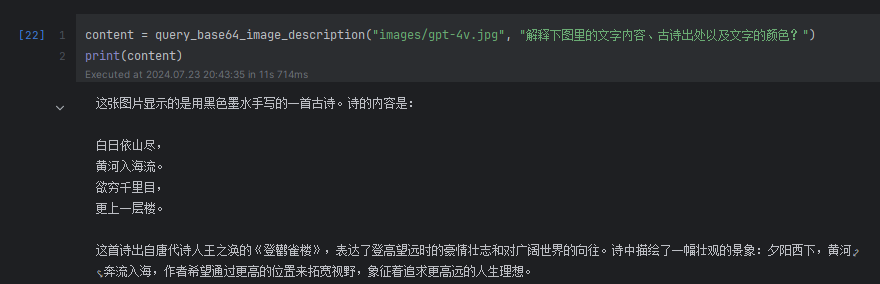 [22] 1 content = query_base64_image_description("images/gpt-4v.jpg", "解释下图里的文字内容、古诗出处以及文字的颜色？")
2 print(content)
Executed at 2024.07.23 20:43:35 in 11s 714ms
这张图片显示的是用黑色墨水手写的一首古诗。诗的内容是：
白日依山尽，
黄河入海流。
欲穷千里目，
更上一层楼。
这首诗出自唐代诗人王之涣的《登鹳雀楼》，表达了登高望远时的豪情壮志和对广阔世界的向往。诗中描绘了一幅壮观的景象：夕阳西下，黄河
奔流入海，作者希望通过更高的位置来拓宽视野，象征着追求更高远的人生理想。